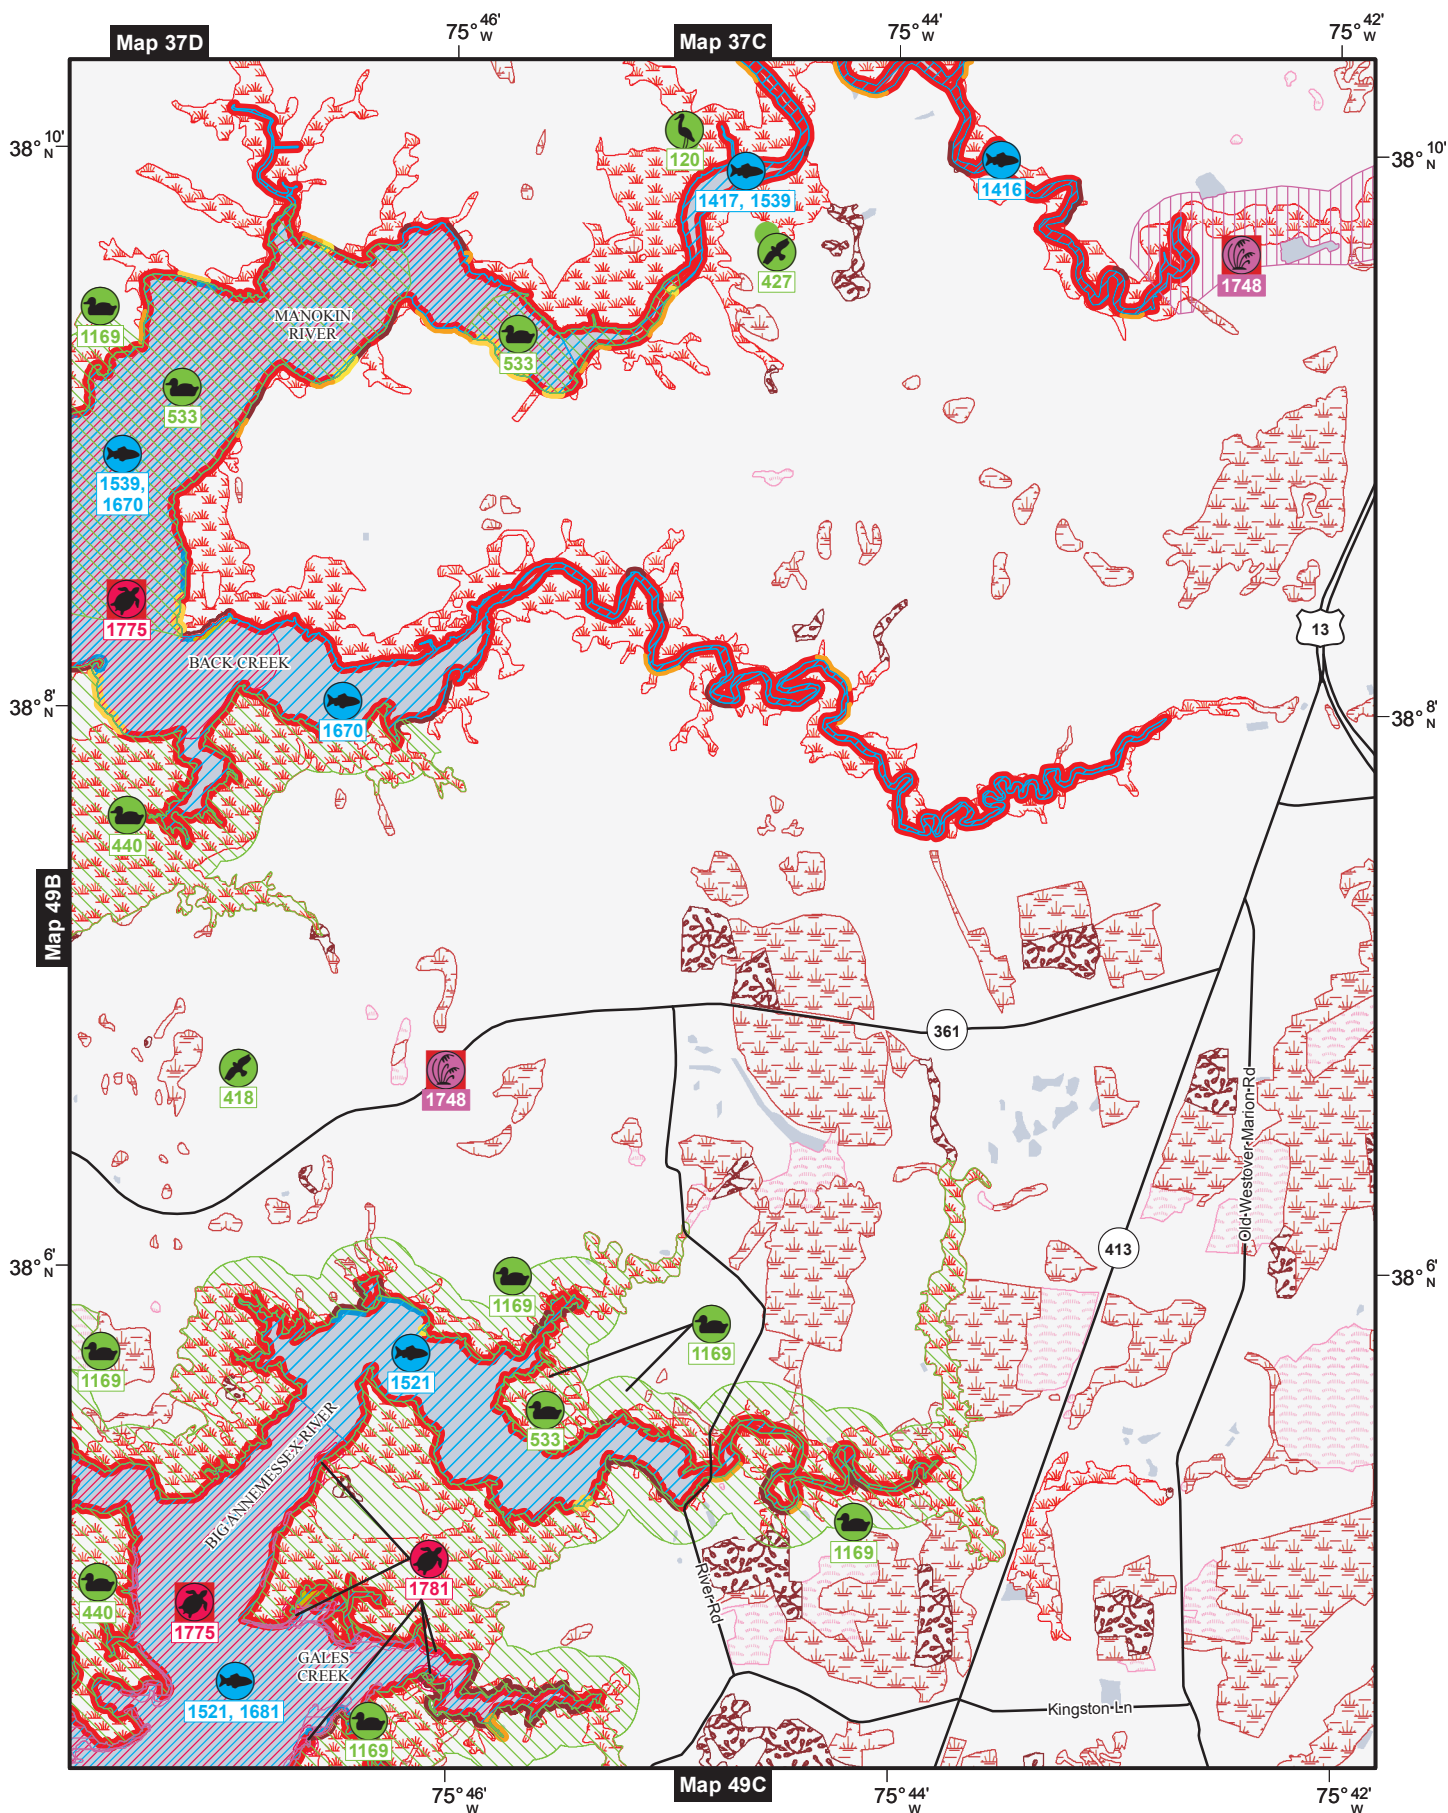 Map 37D
75°46'
W
Map 37C
75°44'
W
75°42'
W
38°10'
N
38°10'
N
120
1417, 1539
1416
427
1748
1169
MANOKIN
RIVER
533
533
1539,
1670
1775
13
BACK CREEK
1670
38°8'
N
38°8'
N
440
Map 49B
361
418
1748
Old Westover Marion Rd
413
38°6'
N
38°6'
N
1169
1169
1169
1521
533
BIG ANNEMESSEX RIVER
1169
1781
River Rd
440
1775
GALES
CREEK
1521, 1681
1169
Kingston Ln
75°46'
W
Map 49C
75°44'
W
75°42'
W